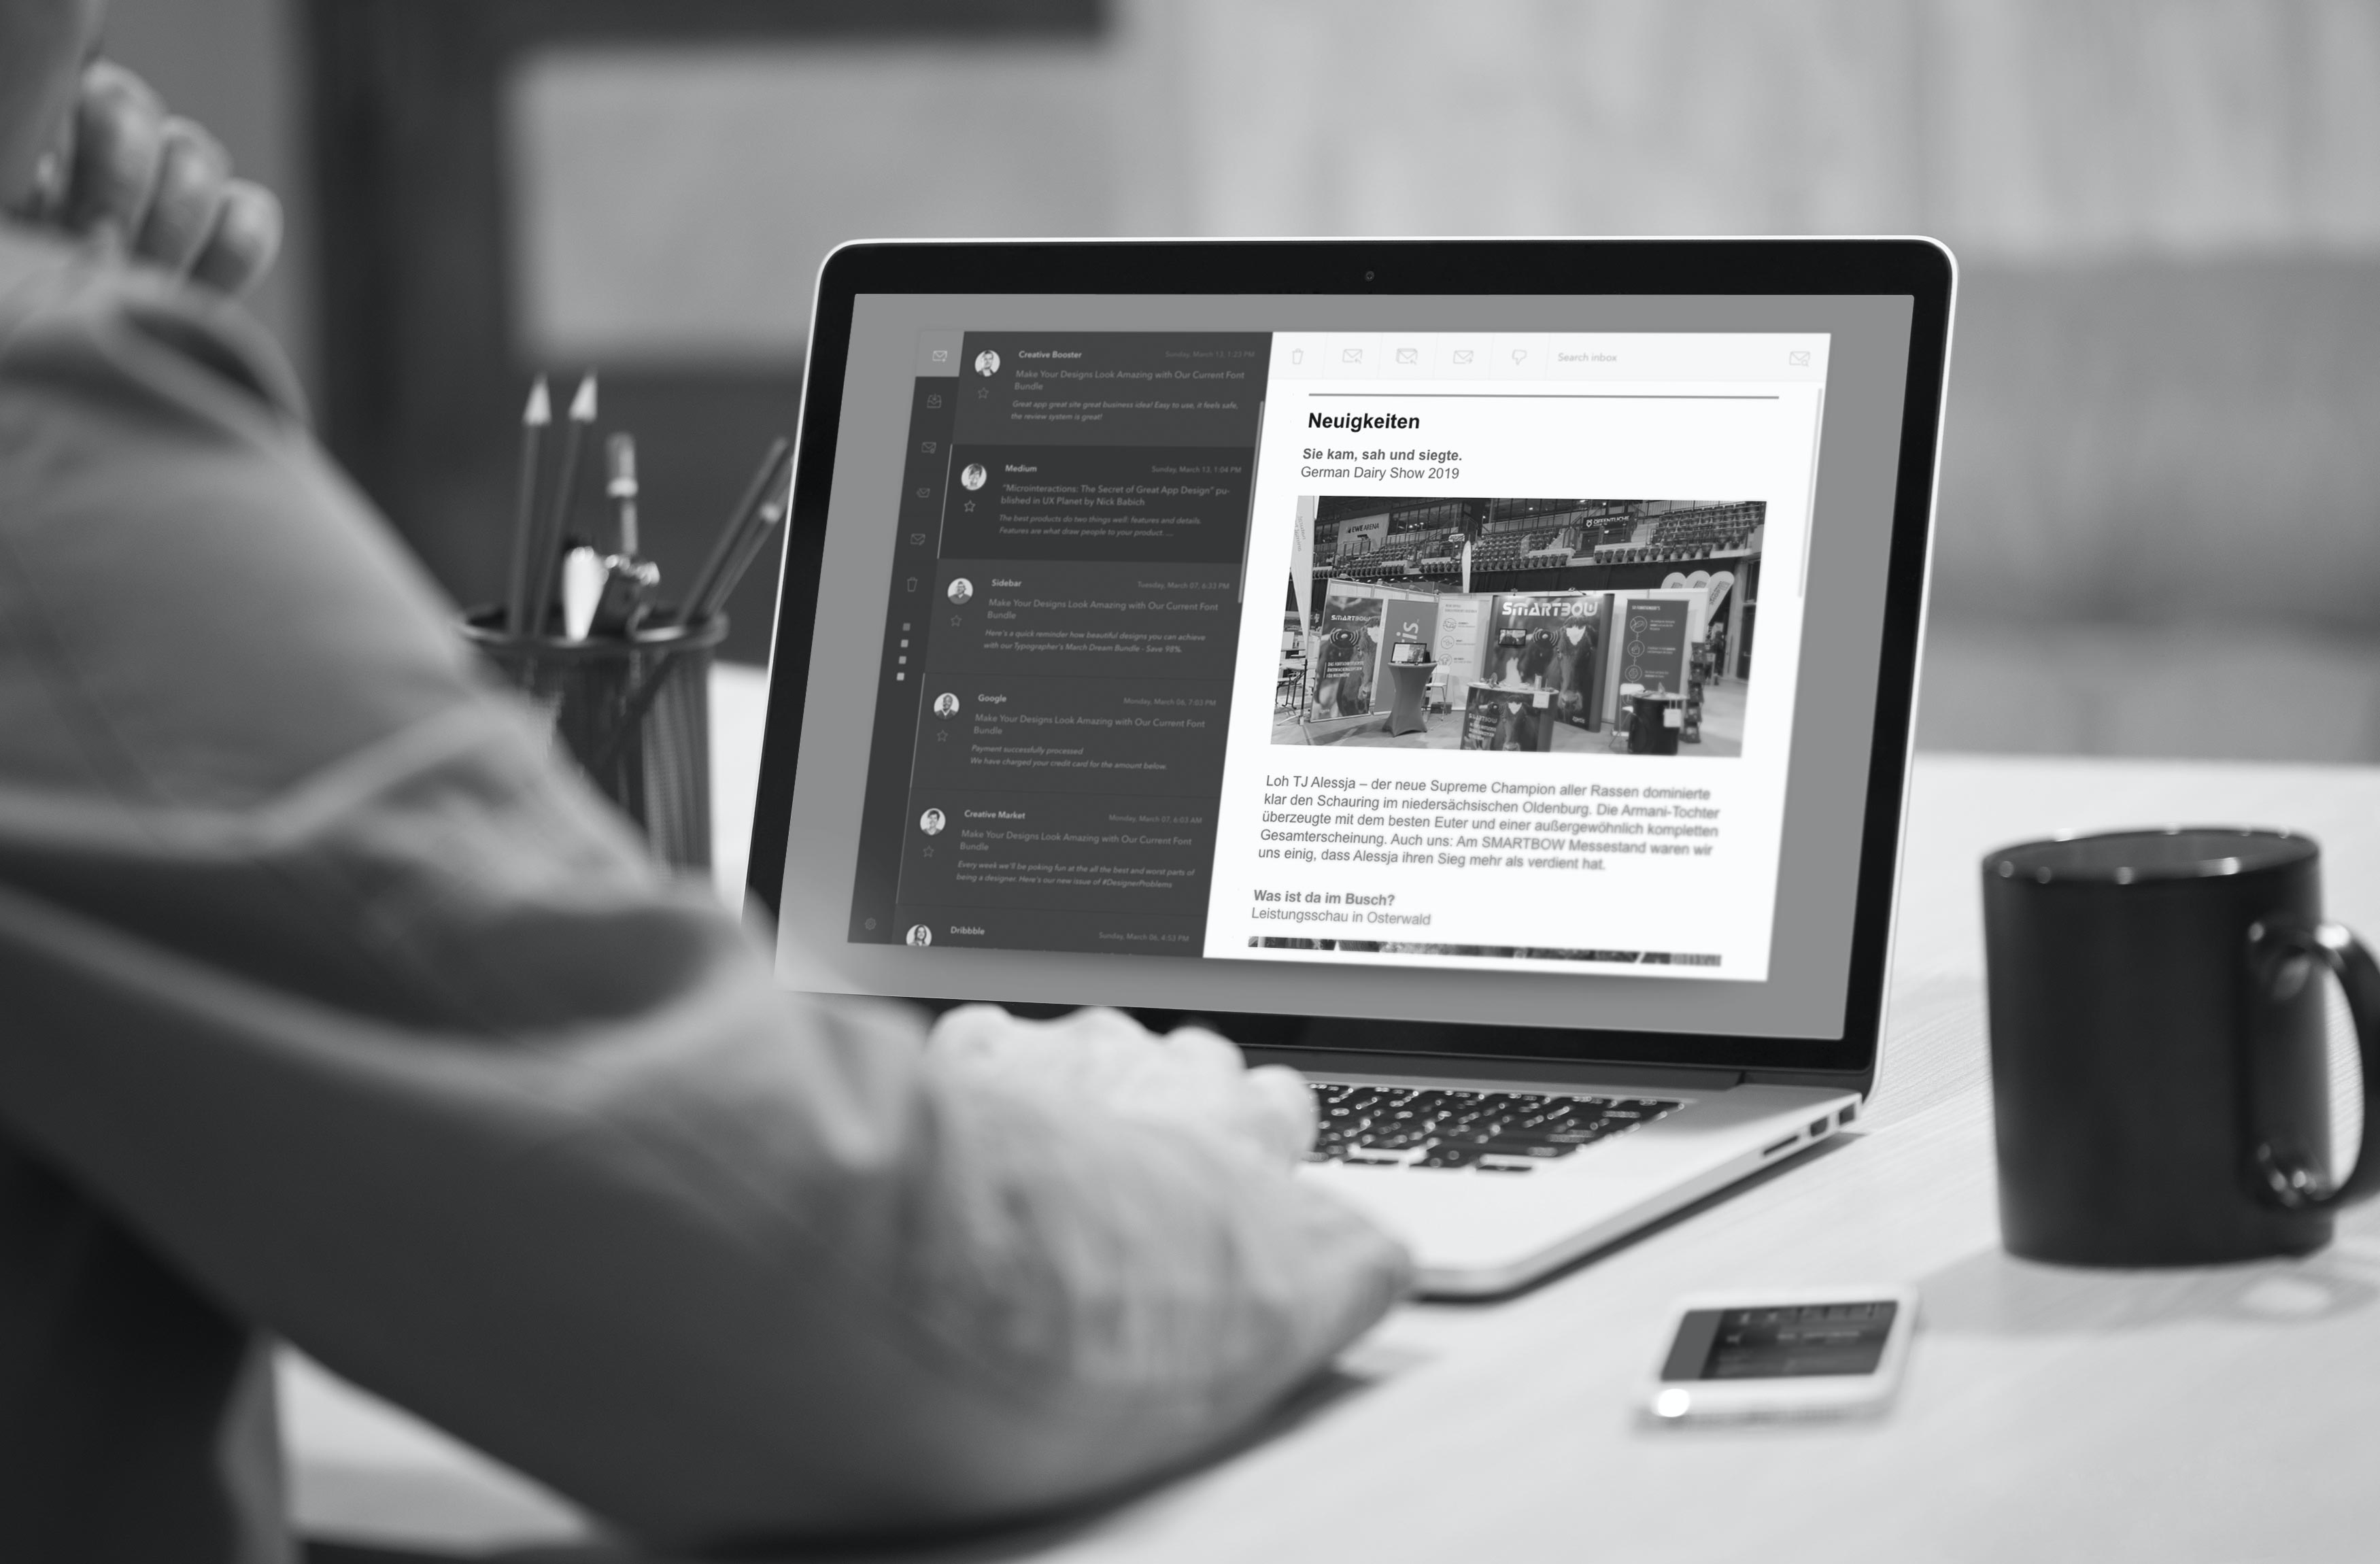 Creative Booster Sunday, March 13, 1:23 PM
Make Your Designs Look Amazing with Our Current Font
Bundle
Great app great site great business idea! Easy to use, it feels safe,
the review system is great!
Medium Sunday, March 13, 1:04 PM
"Microinteractions: The Secret of Great App Design" pu-
blished in UX Planet by Nick Babich
The best products do two things well: features and details.
Features are what draw people to your product. ...
Sidebar Tuesday, March 07, 6:33 PM
Make Your Designs Look Amazing with Our Current Font
Bundle
Here's a quick reminder how beautiful designs you can achieve
with our Typographer's March Dream Bundle - Save 98%
Google Monday, March 06, 7:03 PM
Make Your Designs Look Amazing with Our Current Font
Bundle
Payment successfully processed
We have charged your credit card for the amount below.
Creative Market Monday, March 07, 6:03 AM
Make Your Designs Look Amazing with Our Current Font
Bundle
Every week we'll be poking fun at the all the best and worst parts of
being a designer. Here's our new issue of #DesignerProblems
Dribbble Sunday, March 06, 4:53 PM
Search inbox
Neuigkeiten
Sie kam, sah und siegte.
German Dairy Show 2019
EWE ARENA
SMARTBOW
SMARTBOW
is
SMARTBOW
Loh TJ Alessja – der neue Supreme Champion aller Rassen dominierte
klar den Schauring im niedersächsischen Oldenburg. Die Armani-Tochter
überzeugte mit dem besten Euter und einer außergewöhnlich kompletten
Gesamterscheinung. Auch uns: Am SMARTBOW Messestand waren wir
uns einig, dass Alessja ihren Sieg mehr als verdient hat.
Was ist da im Busch?
Leistungsschau in Osterwald